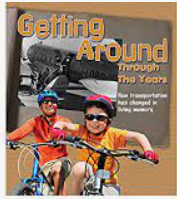 Getting
Around
Through
The Years
How transportation
has changed in
living memory